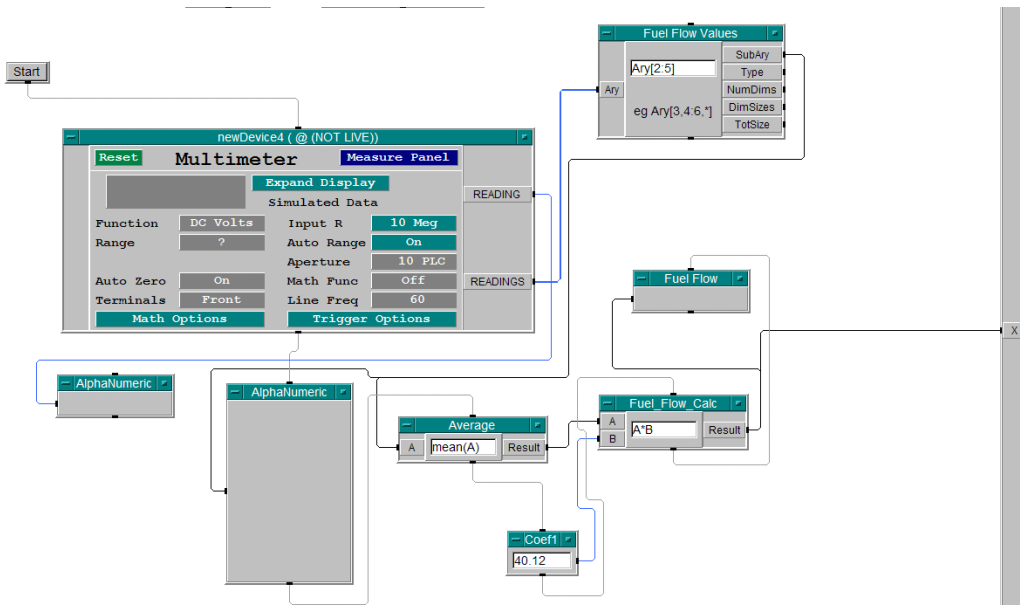 Start
Fuel Flow Values
Ary
Ary[2:5]
eg Ary[3,4:6,*]
SubAry
Type
NumDims
DimSizes
TotSize
newDevice4 ( @ (NOT LIVE))
Reset Multimeter Measure Panel
Expand Display
Simulated Data
Function DC Volts Input R 10 Meg
Range ? Auto Range On
Aperture 10 PLC
Auto Zero On Math Func Off
Terminals Front Line Freq 60
Math Options Trigger Options
READING
READINGS
Fuel Flow
X
AlphaNumeric
AlphaNumeric
Average
A mean(A) Result
Fuel_Flow_Calc
A
B
A*B
Result
Coef1
40.12